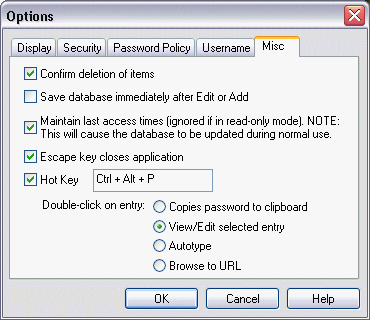 Options
Display Security Password Policy Username Misc
Confirm deletion of items
Save database immediately after Edit or Add
Maintain last access times (ignored if in read-only mode). NOTE:
This will cause the database to be updated during normal use.
Escape key closes application
Hot Key Ctrl + Alt + P
Double-click on entry: Copies password to clipboard
View/Edit selected entry
Autotype
Browse to URL
OK Cancel Help